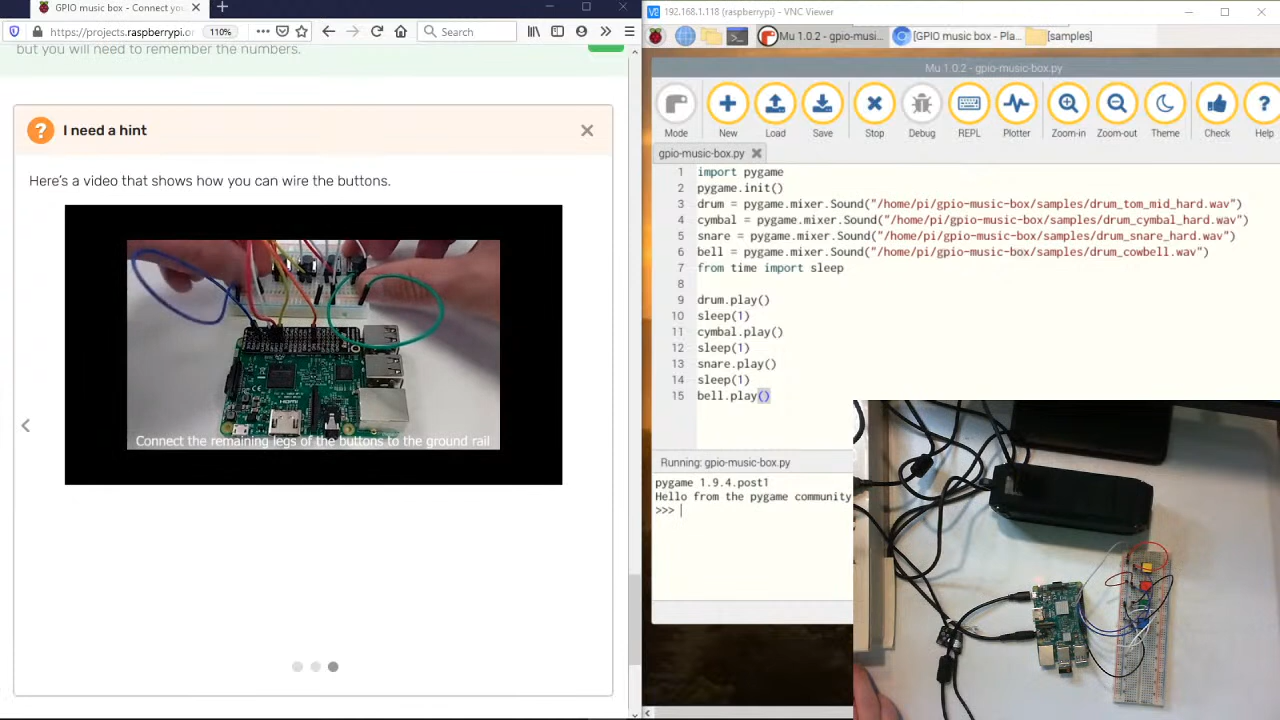 GPIO music box - Connect you
https://projects.raspberrypi.o
110%
Search
but you will need to remember the numbers.
I need a hint
Here's a video that shows how you can wire the buttons.
Connect the remaining legs of the buttons to the ground rail
192.168.1.118 (raspberrypi) - VNC Viewer
Mu 1.0.2 - gpio-musi...
[GPIO music box - Pla...
[samples]
Mu 1.0.2 - gpio-music-box.py
Mode
New
Load
Save
Stop
Debug
REPL
Plotter
Zoom-in
Zoom-out
Theme
Check
Help
gpio-music-box.py
1 import pygame
2 pygame.init()
3 drum = pygame.mixer.Sound("/home/pi/gpio-music-box/samples/drum_tom_mid_hard.wav")
4 cymbal = pygame.mixer.Sound("/home/pi/gpio-music-box/samples/drum_cymbal_hard.wav")
5 snare = pygame.mixer.Sound("/home/pi/gpio-music-box/samples/drum_snare_hard.wav")
6 bell = pygame.mixer.Sound("/home/pi/gpio-music-box/samples/drum_cowbell.wav")
7 from time import sleep
8
9 drum.play()
10 sleep(1)
11 cymbal.play()
12 sleep(1)
13 snare.play()
14 sleep(1)
15 bell.play()
Running: gpio-music-box.py
pygame 1.9.4.post1
Hello from the pygame community
>>>